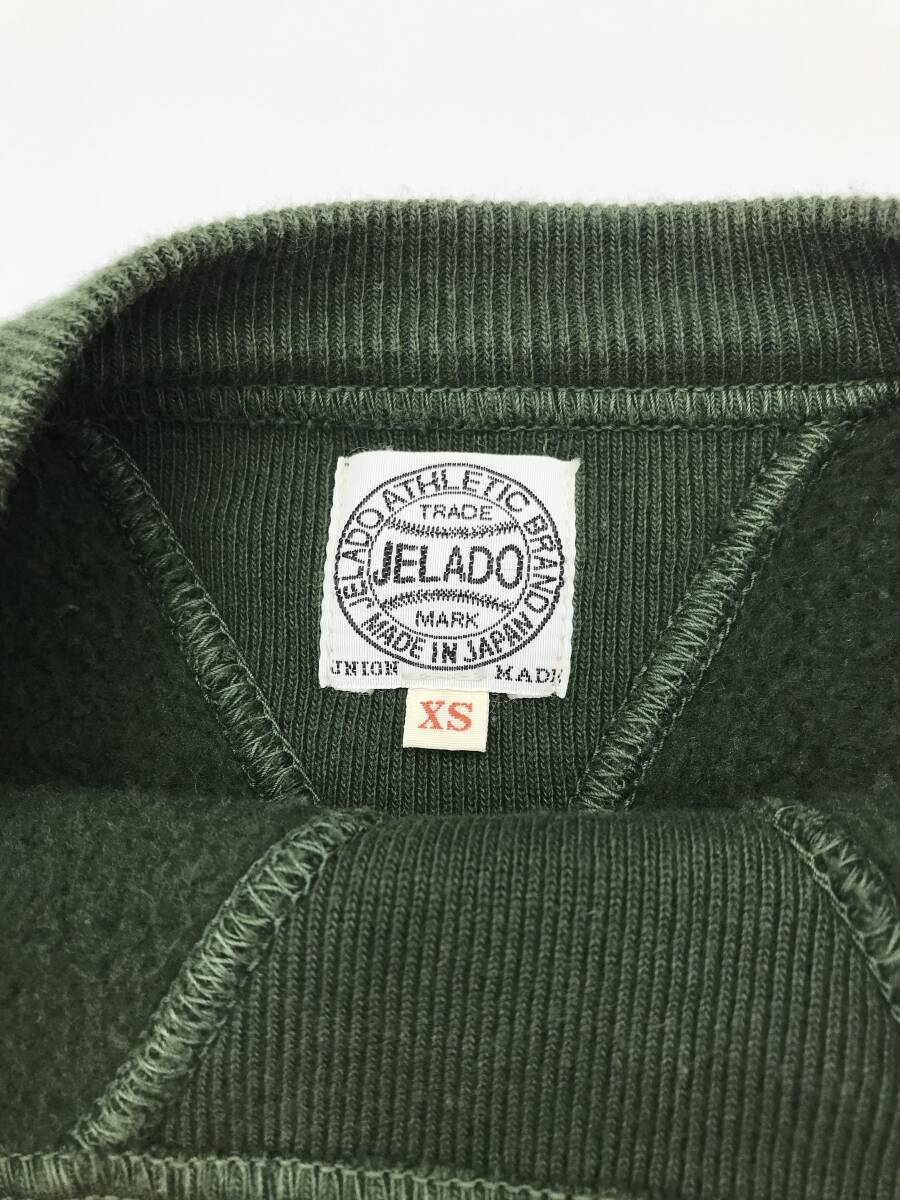 JELADO ATHLETIC BRAND
TRADE
JELADO
MARK
MADE IN JAPAN
UNION MADE
XS